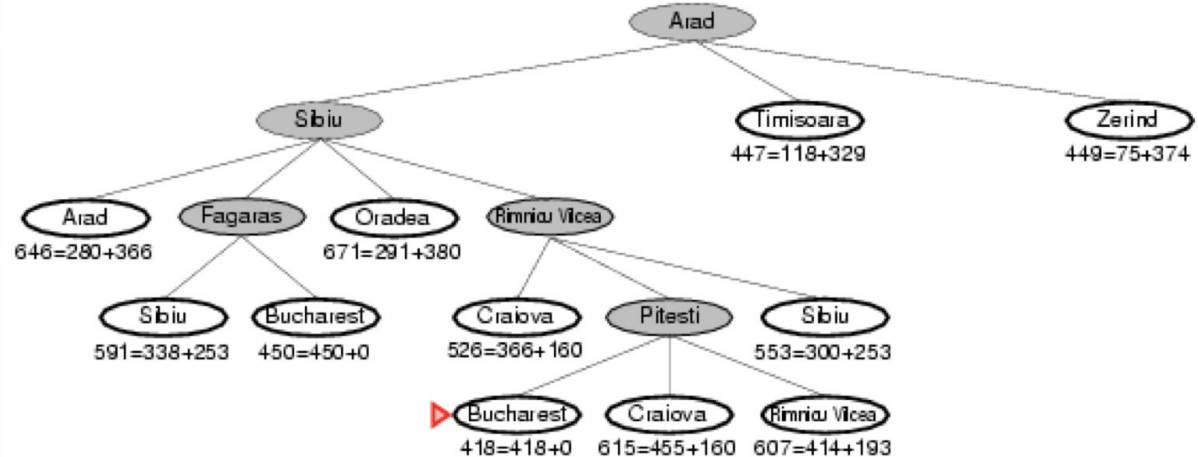 Arad
Sibiu
Timisoara
Zerind
447=118+329
449=75+374
Arad
Fagaras
Oradea
Rimnicu Vilcea
646=280+366
671=291+380
Sibiu
Bucharest
Craiova
Pitesti
Sibiu
591=338+253
450=450+0
526=366+160
553=300+253
Bucharest
Craiova
Rimnicu Vilcea
418=418+0
615=455+160
607=414+193